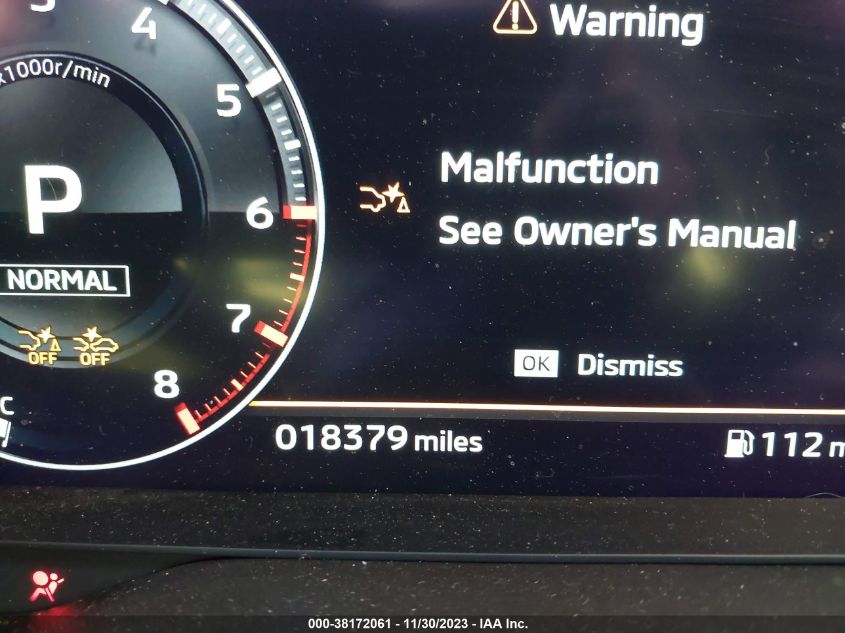 Warning
4
x1000r/min
5
Malfunction
P
6
See Owner's Manual
NORMAL
7
OFF OFF
8
OK Dismiss
C
018379 miles
112 m
000-38172061 - 11/30/2023 - IAA Inc.